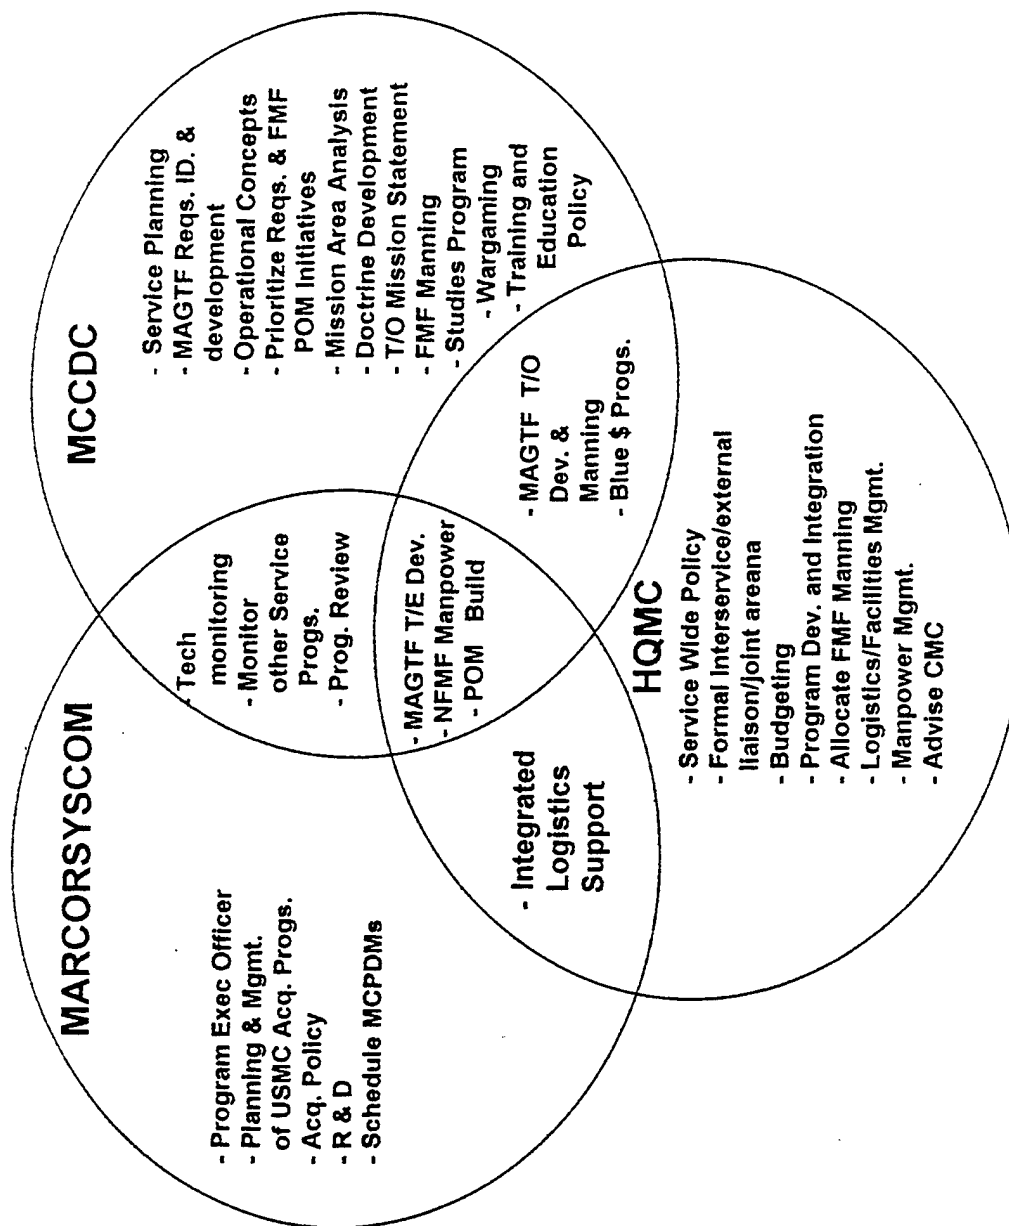 MARCORSYSCOM
- Program Exec Officer
- Planning & Mgmt.
of USMC Acq. Progs.
- Acq. Policy
- R & D
- Schedule MCPDMs
- Tech
monitoring
- Monitor
other Service
Progs.
- Prog. Review
MCCDC
- Service Planning
- MAGTF Reqs. ID. &
development
- Operational Concepts
- Prioritize Reqs. & FMF
POM Initiatives
- Mission Area Analysis
- Doctrine Development
- T/O Mission Statement
- FMF Manning
- Studies Program
- Wargaming
- Training and
Education
Policy
- MAGTF T/E Dev.
- NFMF Manpower
- POM Build
- Integrated
Logistics
Support
- MAGTF T/O
Dev. &
Manning
- Blue $ Progs.
HQMC
- Service Wide Policy
- Formal Interservice/external
liaison/joint areana
- Budgeting
- Program Dev. and Integration
- Allocate FMF Manning
- Logistics/Facilities Mgmt.
- Manpower Mgmt.
- Advise CMC